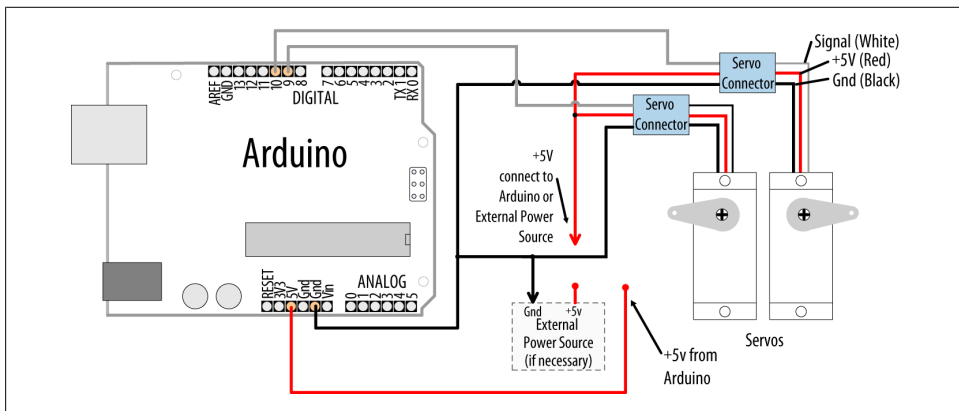 Signal (White)
+5V (Red)
Gnd (Black)
Servo
Connector
Servo
Connector
AREF
GND
13
12
11
10
9
8
7
6
5
4
3
2
TX 1
RX 0
DIGITAL
Arduino
+5V
connect to
Arduino or
External Power
Source
RESET
3V3
5V
Gnd
Gnd
Vin
ANALOG
0
1
2
3
4
5
Gnd
+5v
External
Power Source
(if necessary)
+5v from
Arduino
Servos